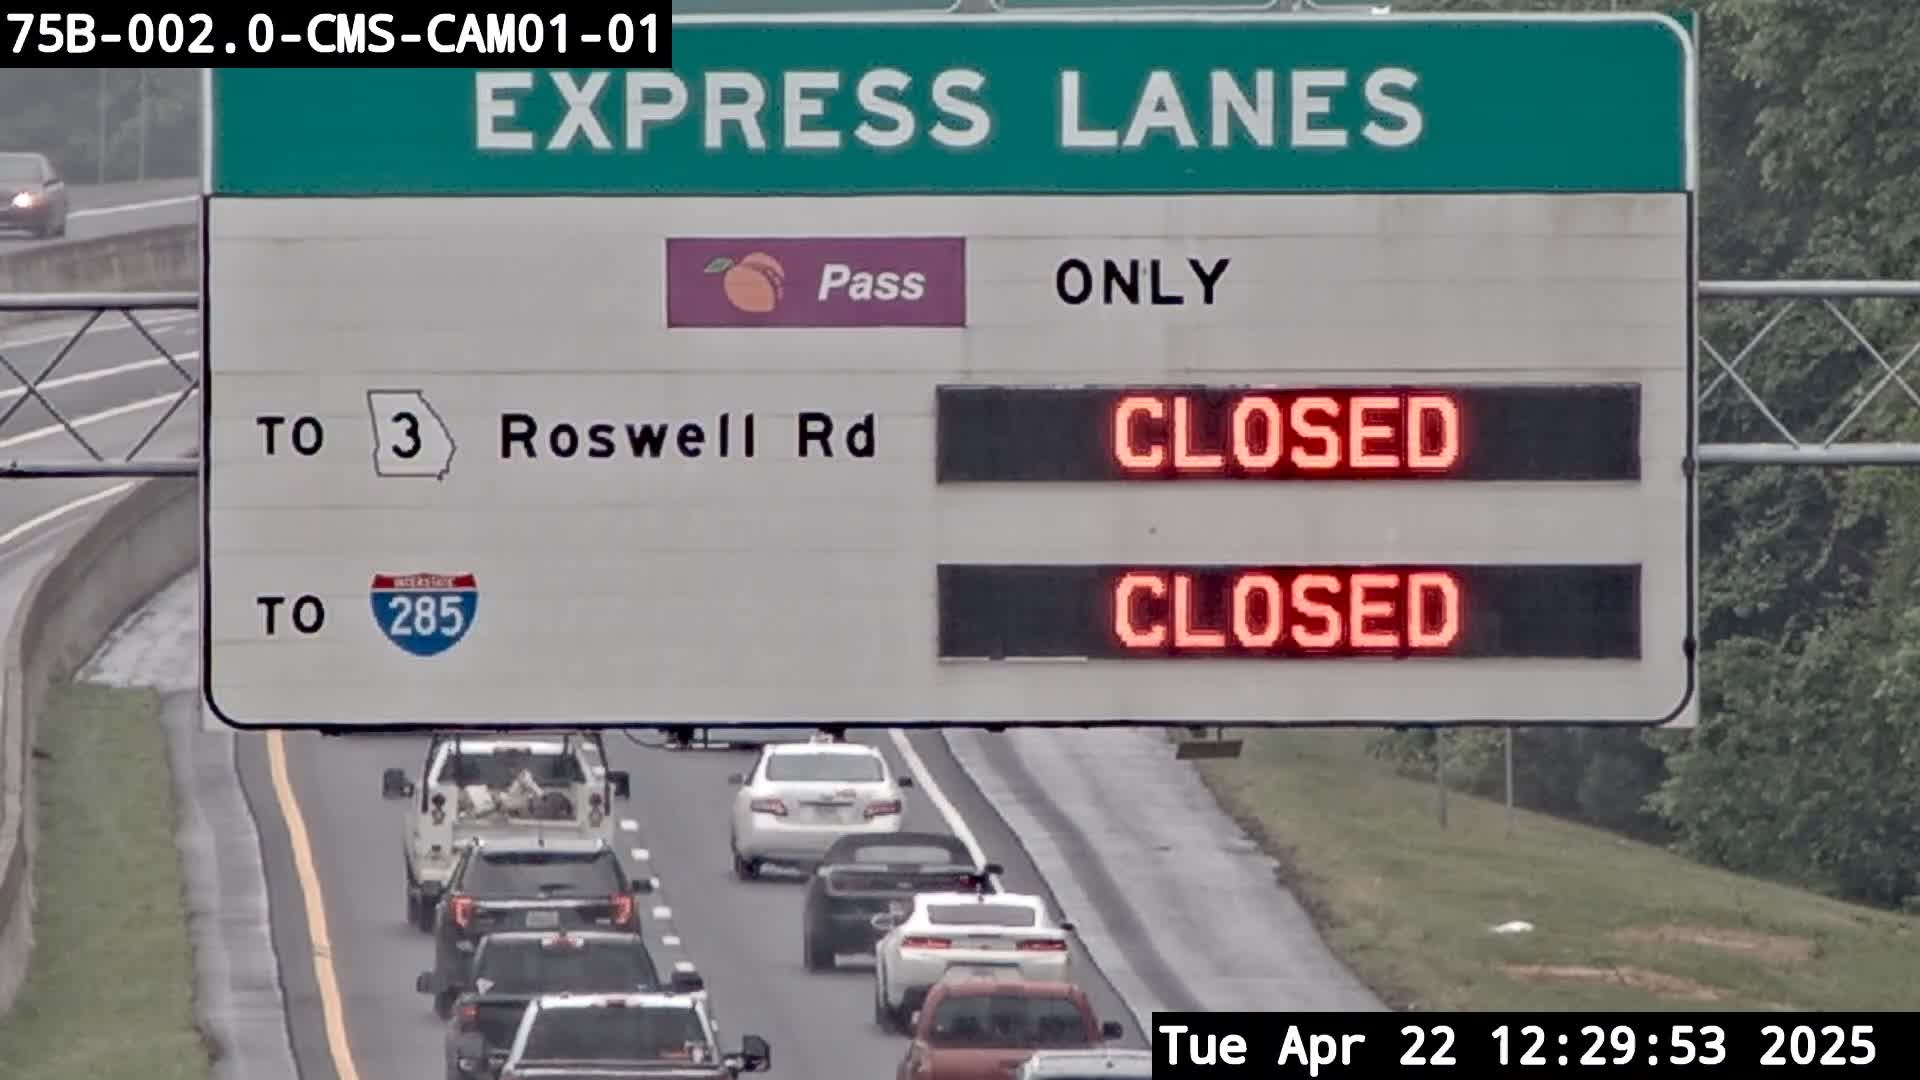 75B-002.0-CMS-CAM01-01
EXPRESS LANES
Pass ONLY
TO 3 Roswell Rd CLOSED
TO INTERSTATE 285 CLOSED
Tue Apr 22 12:29:53 2025